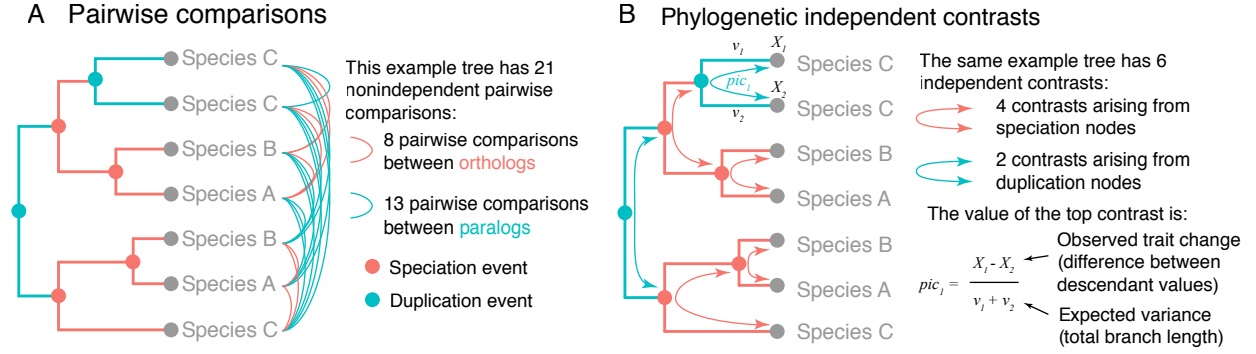 A Pairwise comparisons
Species C
Species C
Species B
Species A
Species B
Species A
Species C
This example tree has 21
nonindependent pairwise
comparisons:
8 pairwise comparisons
between orthologs
13 pairwise comparisons
between paralogs
Speciation event
Duplication event
B Phylogenetic independent contrasts
v1
X1
pic1
X2
v2
Species C
Species C
Species B
Species A
Species B
Species A
Species C
The same example tree has 6
independent contrasts:
4 contrasts arising from
speciation nodes
2 contrasts arising from
duplication nodes
The value of the top contrast is:
pic1 =
X1 - X2
v1 + v2
Observed trait change
(difference between
descendant values)
Expected variance
(total branch length)